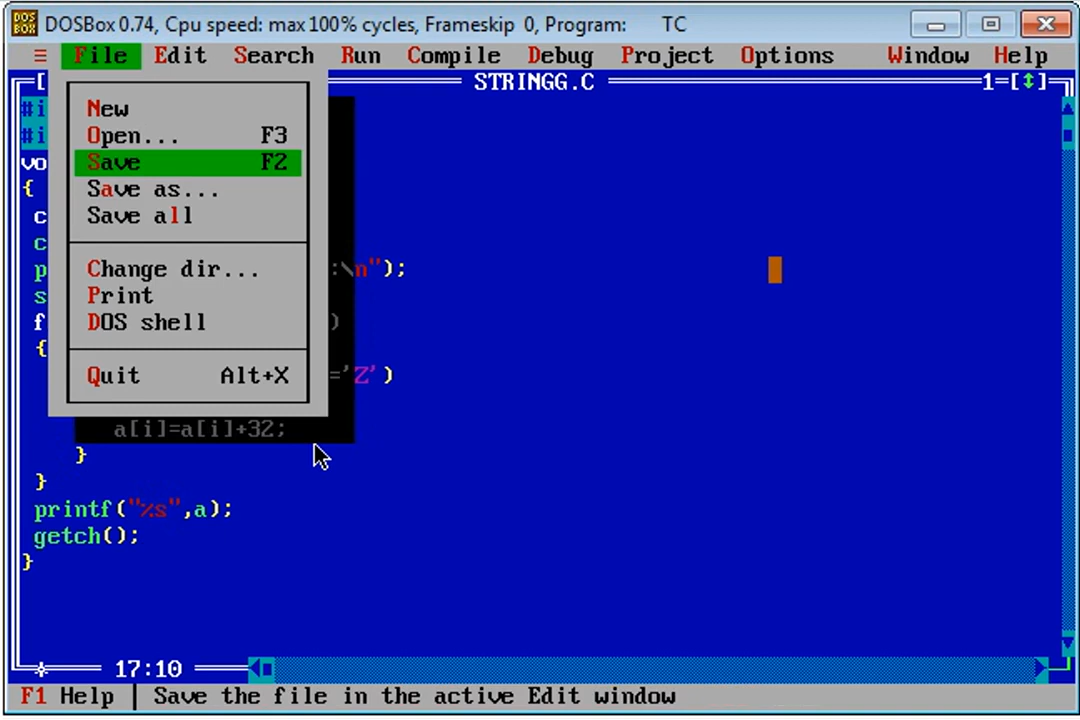 DOSBox 0.74, Cpu speed: max 100% cycles, Frameskip 0, Program: TC
≡ File Edit Search Run Compile Debug Project Options Window Help
[ STRINGG.C 1=[↕]
#i New
#i Open... F3
vo Save F2
{ Save as...
c Save all
c
p Change dir... :\n");
s Print
f DOS shell )
{
Quit Alt+X ='Z')
a[i]=a[i]+32;
}
}
printf("%s",a);
getch();
}
17:10
F1 Help | Save the file in the active Edit window